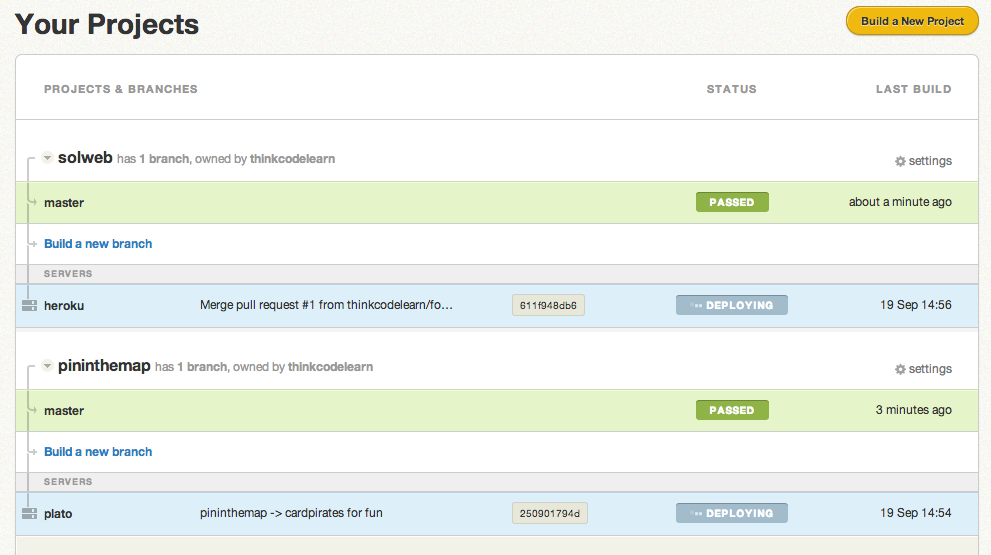 Your Projects
Build a New Project
PROJECTS & BRANCHES STATUS LAST BUILD
solweb has 1 branch, owned by thinkcodelearn settings
master PASSED about a minute ago
Build a new branch
SERVERS
heroku Merge pull request #1 from thinkcodelearn/fo... 611f948db6 DEPLOYING 19 Sep 14:56
pininthemap has 1 branch, owned by thinkcodelearn settings
master PASSED 3 minutes ago
Build a new branch
SERVERS
plato pininthemap -> cardpirates for fun 250901794d DEPLOYING 19 Sep 14:54